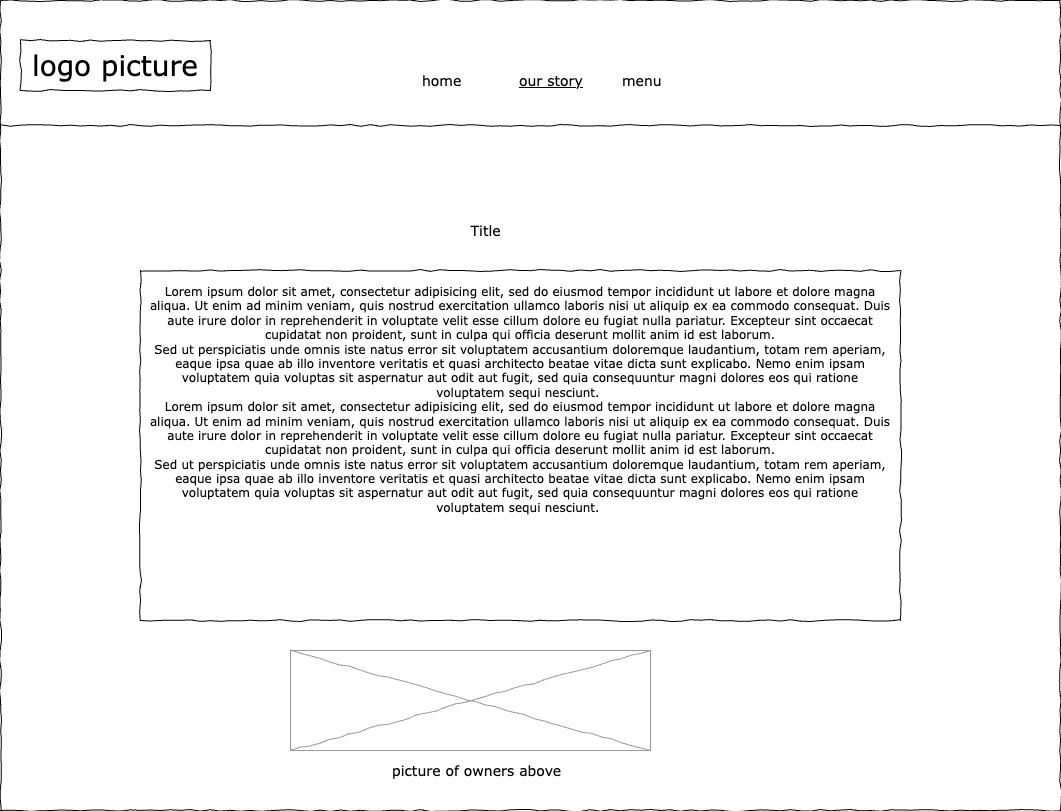 logo picture
home our story menu
Title
Lorem ipsum dolor sit amet, consectetur adipisicing elit, sed do eiusmod tempor incididunt ut labore et dolore magna
aliqua. Ut enim ad minim veniam, quis nostrud exercitation ullamco laboris nisi ut aliquip ex ea commodo consequat. Duis
aute irure dolor in reprehenderit in voluptate velit esse cillum dolore eu fugiat nulla pariatur. Excepteur sint occaecat
cupidatat non proident, sunt in culpa qui officia deserunt mollit anim id est laborum.
Sed ut perspiciatis unde omnis iste natus error sit voluptatem accusantium doloremque laudantium, totam rem aperiam,
eaque ipsa quae ab illo inventore veritatis et quasi architecto beatae vitae dicta sunt explicabo. Nemo enim ipsam
voluptatem quia voluptas sit aspernatur aut odit aut fugit, sed quia consequuntur magni dolores eos qui ratione
voluptatem sequi nesciunt.
Lorem ipsum dolor sit amet, consectetur adipisicing elit, sed do eiusmod tempor incididunt ut labore et dolore magna
aliqua. Ut enim ad minim veniam, quis nostrud exercitation ullamco laboris nisi ut aliquip ex ea commodo consequat. Duis
aute irure dolor in reprehenderit in voluptate velit esse cillum dolore eu fugiat nulla pariatur. Excepteur sint occaecat
cupidatat non proident, sunt in culpa qui officia deserunt mollit anim id est laborum.
Sed ut perspiciatis unde omnis iste natus error sit voluptatem accusantium doloremque laudantium, totam rem aperiam,
eaque ipsa quae ab illo inventore veritatis et quasi architecto beatae vitae dicta sunt explicabo. Nemo enim ipsam
voluptatem quia voluptas sit aspernatur aut odit aut fugit, sed quia consequuntur magni dolores eos qui ratione
voluptatem sequi nesciunt.
picture of owners above